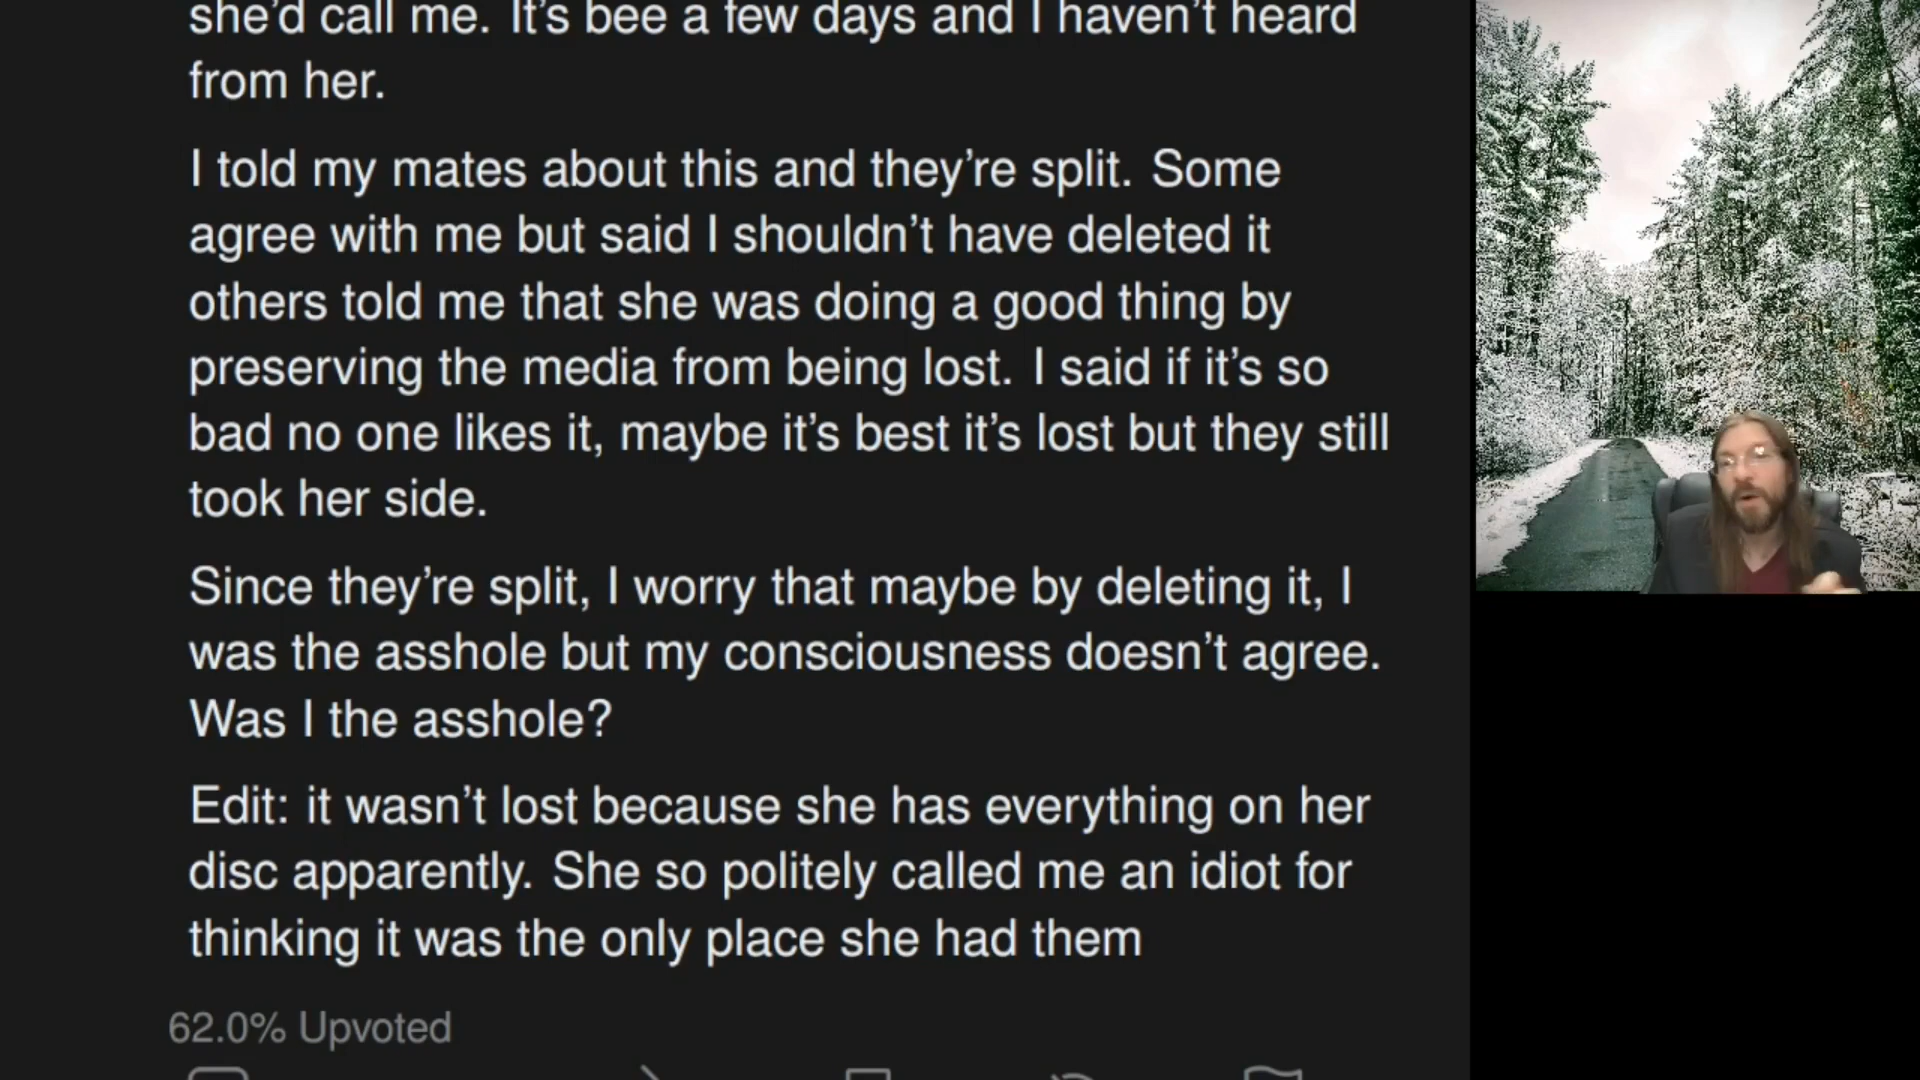 she'd call me. It's bee a few days and I haven't heard
from her.
I told my mates about this and they're split. Some
agree with me but said I shouldn't have deleted it
others told me that she was doing a good thing by
preserving the media from being lost. I said if it's so
bad no one likes it, maybe it's best it's lost but they still
took her side.
Since they're split, I worry that maybe by deleting it, I
was the asshole but my consciousness doesn't agree.
Was I the asshole?
Edit: it wasn't lost because she has everything on her
disc apparently. She so politely called me an idiot for
thinking it was the only place she had them
62.0% Upvoted